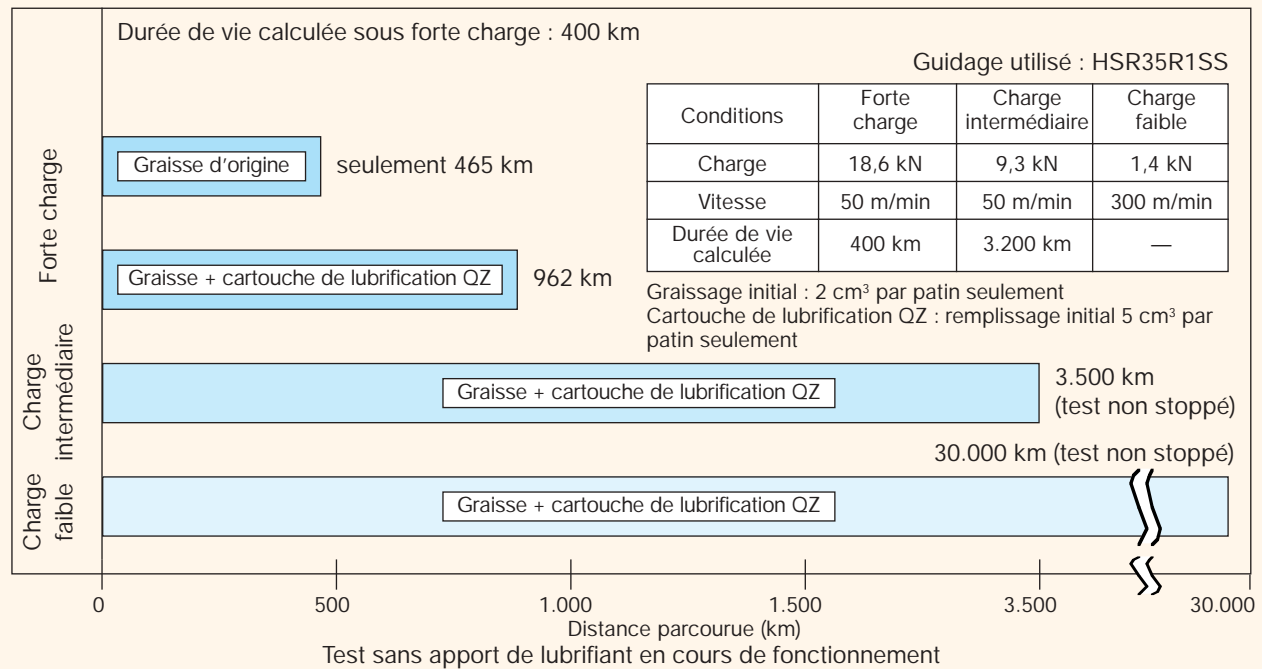 Durée de vie calculée sous forte charge : 400 km
Guidage utilisé : HSR35R1SS
Conditions
Forte
charge
Charge
intermédiaire
Charge
faible
Charge
18,6 kN
9,3 kN
1,4 kN
Vitesse
50 m/min
50 m/min
300 m/min
Durée de vie
calculée
400 km
3.200 km
—
Graissage initial : 2 cm³ par patin seulement
Cartouche de lubrification QZ : remplissage initial 5 cm³ par
patin seulement
Forte charge
Graisse d'origine
seulement 465 km
Graisse + cartouche de lubrification QZ
962 km
Charge
intermédiaire
Graisse + cartouche de lubrification QZ
3.500 km
(test non stoppé)
30.000 km (test non stoppé)
Charge
faible
Graisse + cartouche de lubrification QZ
0
500
1.000
1.500
3.500
30.000
Distance parcourue (km)
Test sans apport de lubrifiant en cours de fonctionnement